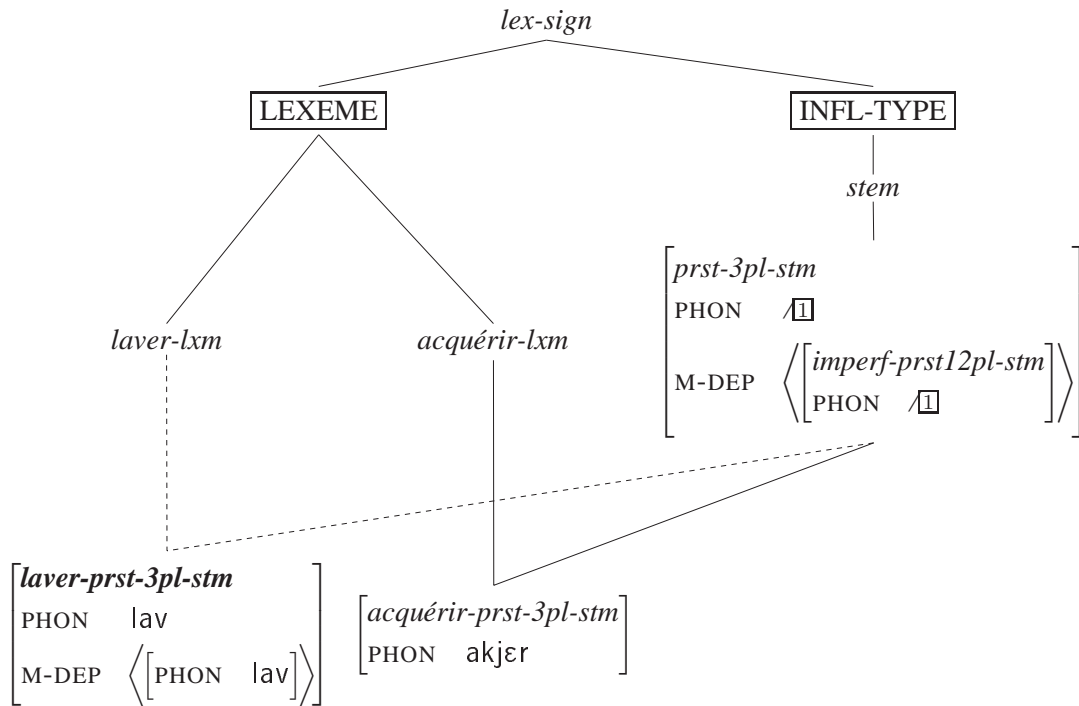 lex-sign
LEXEME
INFL-TYPE
stem
prst-3pl-stm
PHON /1
M-DEP ⟨[imperf-prst12pl-stm
PHON /1]⟩
laver-lxm
acquérir-lxm
laver-prst-3pl-stm
PHON lav
M-DEP ⟨[PHON lav]⟩
acquérir-prst-3pl-stm
PHON akjɛr